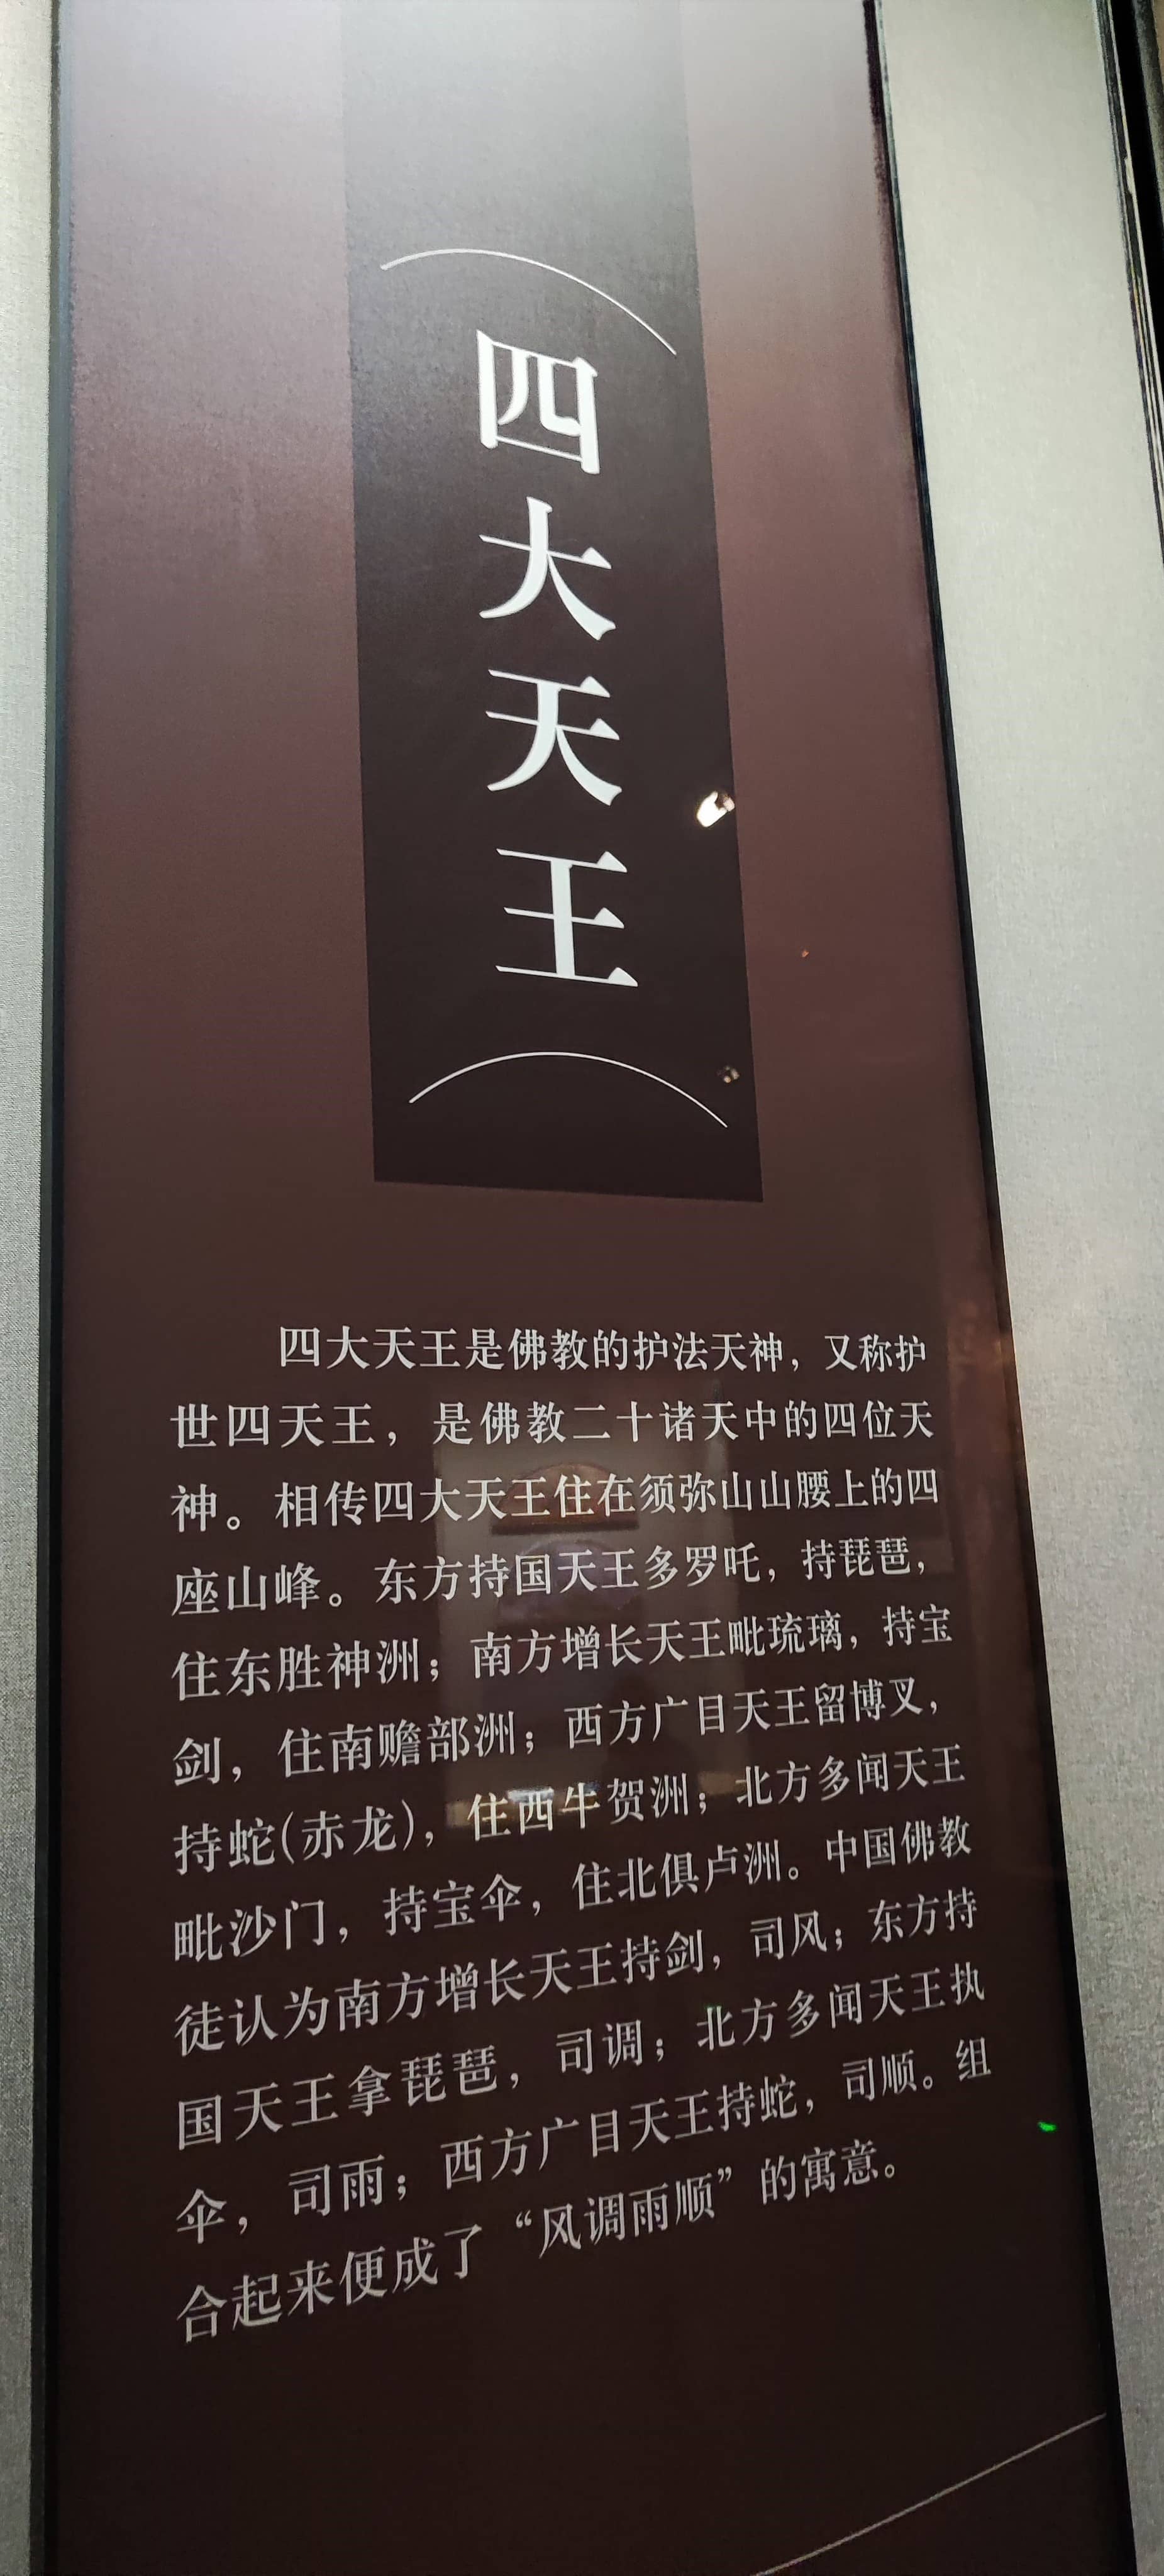 四大天王
四大天王是佛教的护法天神，又称护
世四天王，是佛教二十诸天中的四位天
神。相传四大天王住在须弥山山腰上的四
座山峰。东方持国天王多罗吒，持琵琶，
住东胜神洲；南方增长天王毗琉璃，持宝
剑，住南赡部洲；西方广目天王留博叉，
持蛇(赤龙)，住西牛贺洲；北方多闻天王
毗沙门，持宝伞，住北俱卢洲。中国佛教
徒认为南方增长天王持剑，司风；东方持
国天王拿琵琶，司调；北方多闻天王执
伞，司雨；西方广目天王持蛇，司顺。组
合起来便成了“风调雨顺”的寓意。